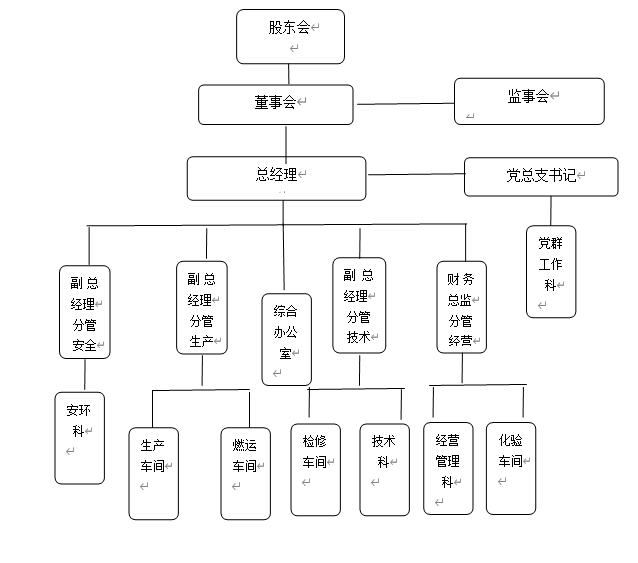 股东会
董事会
监事会
总经理
党总支书记
党群
工作
科
副 总
经理
分管
安全
副 总
经理
分管
生产
综合
办公
室
副 总
经理
分管
技术
财 务
总监
分管
经营
安环
科
生产
车间
燃运
车间
检修
车间
技术
科
经营
管理
科
化验
车间